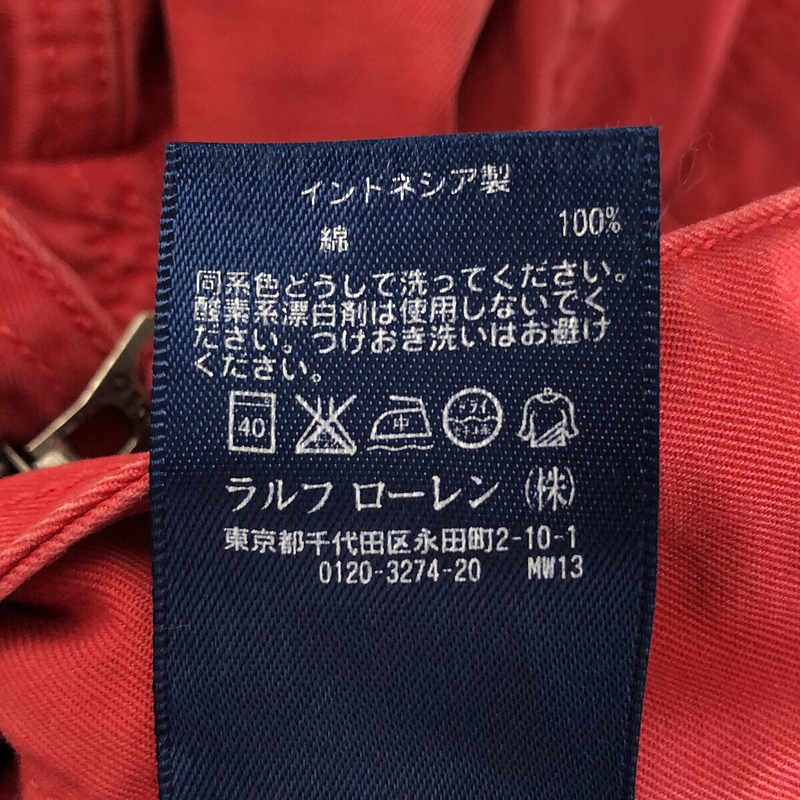 インドネシア製
綿 100%
同系色どうしで洗ってください。
酸素系漂白剤は使用しないでく
ださい。つけおき洗いはお避け
ください。
40 中 ドライ
ラルフ ローレン (株)
東京都千代田区永田町2-10-1
0120-3274-20 MW13